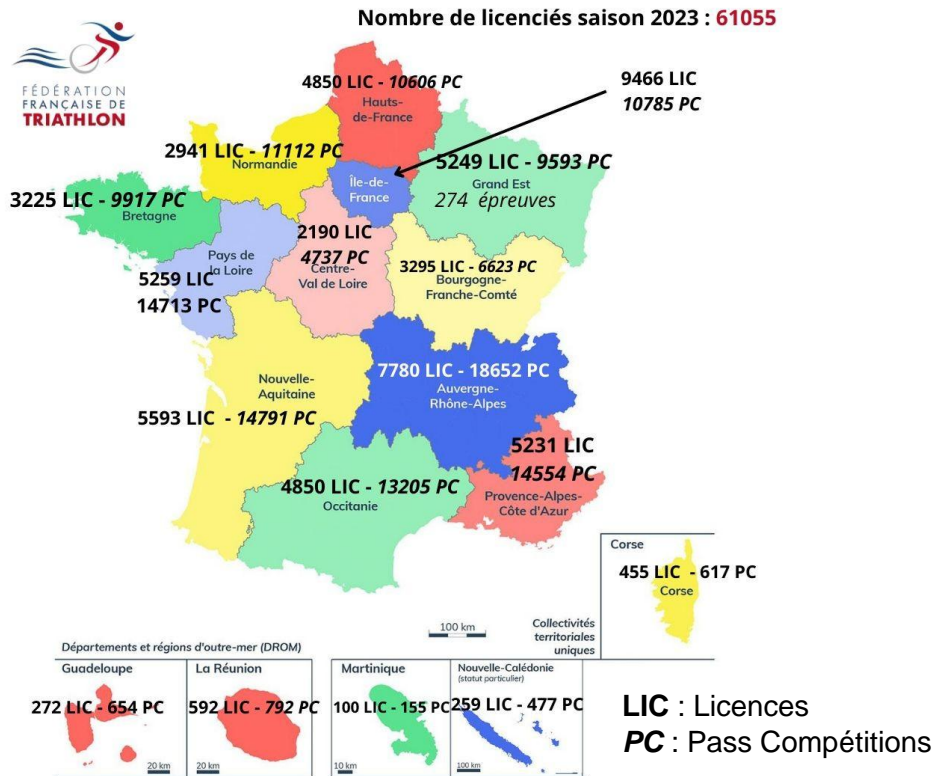 Nombre de licenciés saison 2023 : 61055
FÉDÉRATION
FRANÇAISE DE
TRIATHLON
4850 LIC - 10606 PC
Hauts-
de-France
9466 LIC
10785 PC
2941 LIC - 11112 PC
Normandie
Île-de-
France
5249 LIC - 9593 PC
Grand Est
274 épreuves
3225 LIC - 9917 PC
Bretagne
Pays de
la Loire
5259 LIC
14713 PC
2190 LIC
4737 PC
Centre-
Val de Loire
3295 LIC - 6623 PC
Bourgogne-
Franche-Comté
7780 LIC - 18652 PC
Auvergne-
Rhône-Alpes
Nouvelle-
Aquitaine
5593 LIC - 14791 PC
5231 LIC
14554 PC
Provence-Alpes-
Côte d'Azur
4850 LIC - 13205 PC
Occitanie
Corse
455 LIC - 617 PC
Corse
100 km
Collectivités
territoriales
uniques
Départements et régions d'outre-mer (DROM)
Guadeloupe
272 LIC - 654 PC
20 km
La Réunion
592 LIC - 792 PC
20 km
Martinique
100 LIC - 155 PC
10 km
Nouvelle-Calédonie
(statut particulier)
259 LIC - 477 PC
100 km
LIC : Licences
PC : Pass Compétitions